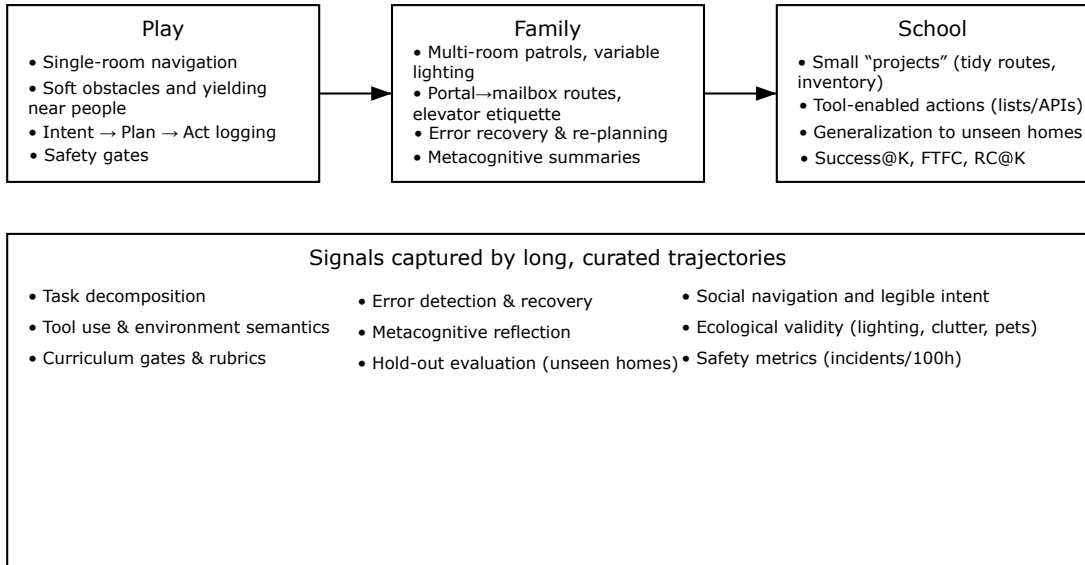 Play
• Single-room navigation
• Soft obstacles and yielding
near people
• Intent → Plan → Act logging
• Safety gates
Family
• Multi-room patrols, variable
lighting
• Portal→mailbox routes,
elevator etiquette
• Error recovery & re-planning
• Metacognitive summaries
School
• Small “projects” (tidy routes,
inventory)
• Tool-enabled actions (lists/APIs)
• Generalization to unseen homes
• Success@K, FTFC, RC@K
Signals captured by long, curated trajectories
• Task decomposition
• Tool use & environment semantics
• Curriculum gates & rubrics
• Error detection & recovery
• Metacognitive reflection
• Hold-out evaluation (unseen homes)
• Social navigation and legible intent
• Ecological validity (lighting, clutter, pets)
• Safety metrics (incidents/100h)